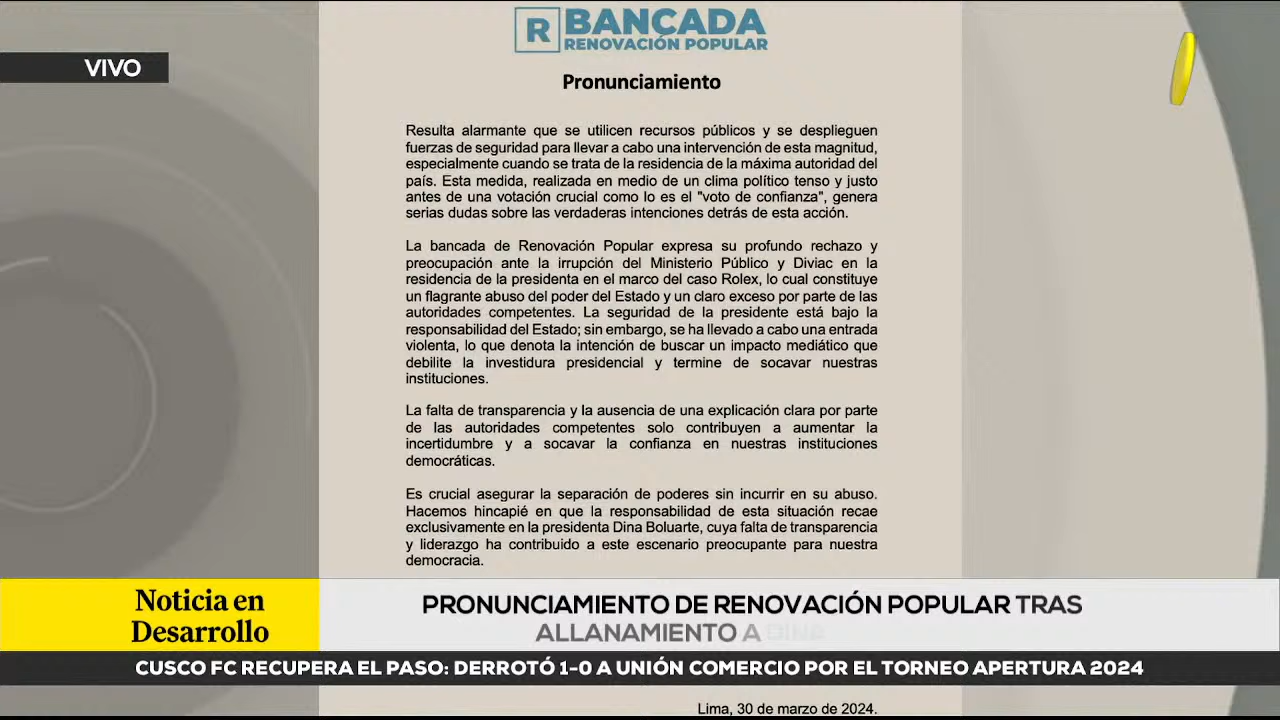 R BANCADA
RENOVACIÓN POPULAR
VIVO
Pronunciamiento
Resulta alarmante que se utilicen recursos públicos y se desplieguen
fuerzas de seguridad para llevar a cabo una intervención de esta magnitud,
especialmente cuando se trata de la residencia de la máxima autoridad del
país. Esta medida, realizada en medio de un clima político tenso y justo
antes de una votación crucial como lo es el "voto de confianza", genera
serias dudas sobre las verdaderas intenciones detrás de esta acción.
La bancada de Renovación Popular expresa su profundo rechazo y
preocupación ante la irrupción del Ministerio Público y Diviac en la
residencia de la presidenta en el marco del caso Rolex, lo cual constituye
un flagrante abuso del poder del Estado y un claro exceso por parte de las
autoridades competentes. La seguridad de la presidente está bajo la
responsabilidad del Estado; sin embargo, se ha llevado a cabo una entrada
violenta, lo que denota la intención de buscar un impacto mediático que
debilite la investidura presidencial y termine de socavar nuestras
instituciones.
La falta de transparencia y la ausencia de una explicación clara por parte
de las autoridades competentes solo contribuyen a aumentar la
incertidumbre y a socavar la confianza en nuestras instituciones
democráticas.
Es crucial asegurar la separación de poderes sin incurrir en su abuso.
Hacemos hincapié en que la responsabilidad de esta situación recae
exclusivamente en la presidenta Dina Boluarte, cuya falta de transparencia
y liderazgo ha contribuido a este escenario preocupante para nuestra
democracia.
Noticia en
Desarrollo
PRONUNCIAMIENTO DE RENOVACIÓN POPULAR TRAS
ALLANAMIENTO A DINA
CUSCO FC RECUPERA EL PASO: DERROTÓ 1-0 A UNIÓN COMERCIO POR EL TORNEO APERTURA 2024
Lima, 30 de marzo de 2024.